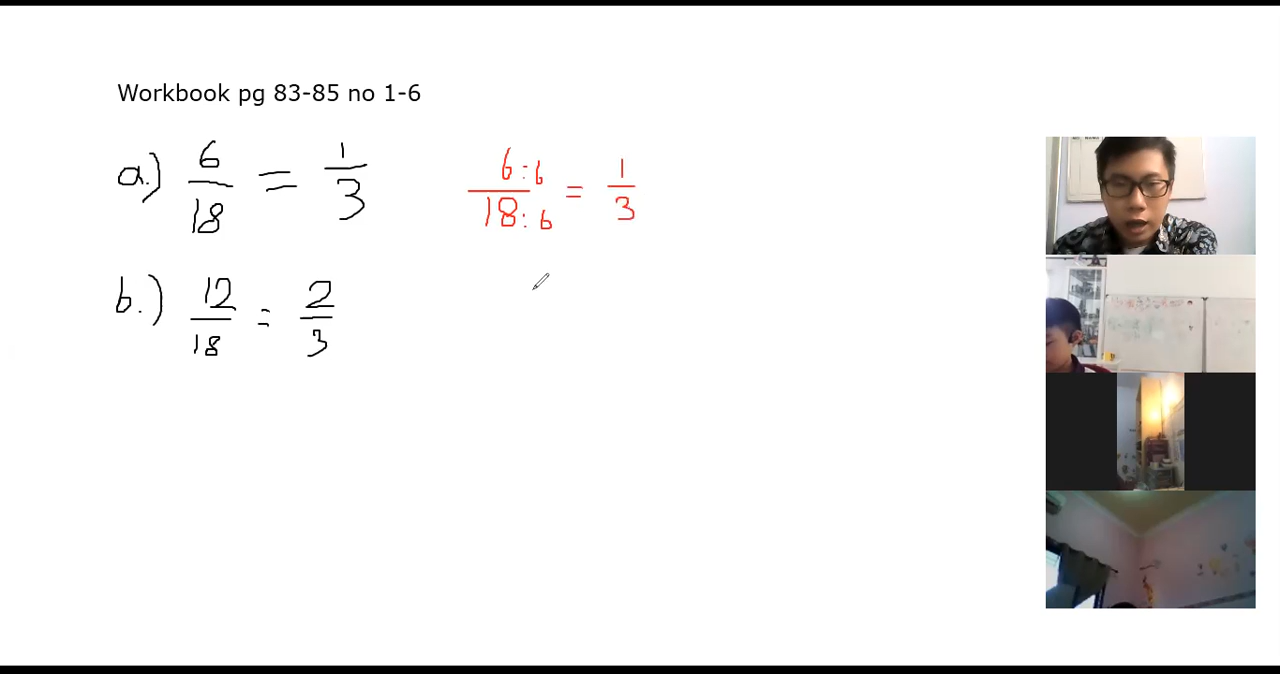 Workbook pg 83-85 no 1-6
a.) 6/18 = 1/3
6:6/18:6 = 1/3
b.) 12/18 = 2/3